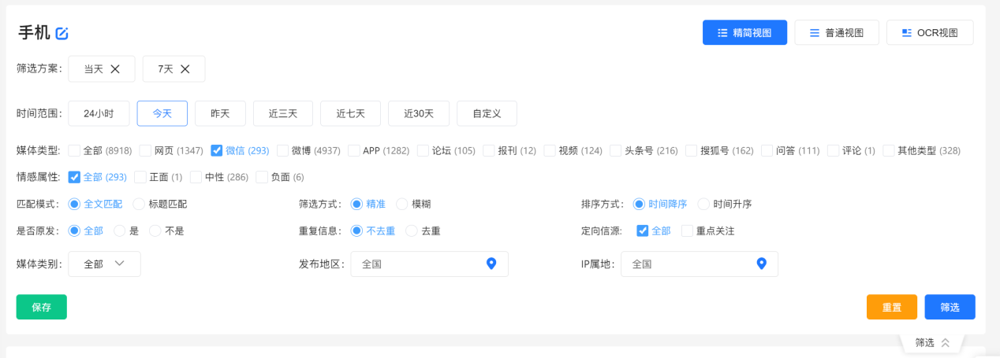 手机 精简视图 普通视图 OCR视图
筛选方案: 当天 7天
时间范围: 24小时 今天 昨天 近三天 近七天 近30天 自定义
媒体类型: 全部 (8918) 网页 (1347) 微信 (293) 微博 (4937) APP (1282) 论坛 (105) 报刊 (12) 视频 (124) 头条号 (216) 搜狐号 (162) 问答 (111) 评论 (1) 其他类型 (328)
情感属性: 全部 (293) 正面 (1) 中性 (286) 负面 (6)
匹配模式: 全文匹配 标题匹配 筛选方式: 精准 模糊 排序方式: 时间降序 时间升序
是否原发: 全部 是 不是 重复信息: 不去重 去重 定向信源: 全部 重点关注
媒体类别: 全部 发布地区: 全国 IP属地: 全国
保存 重置 筛选
筛选